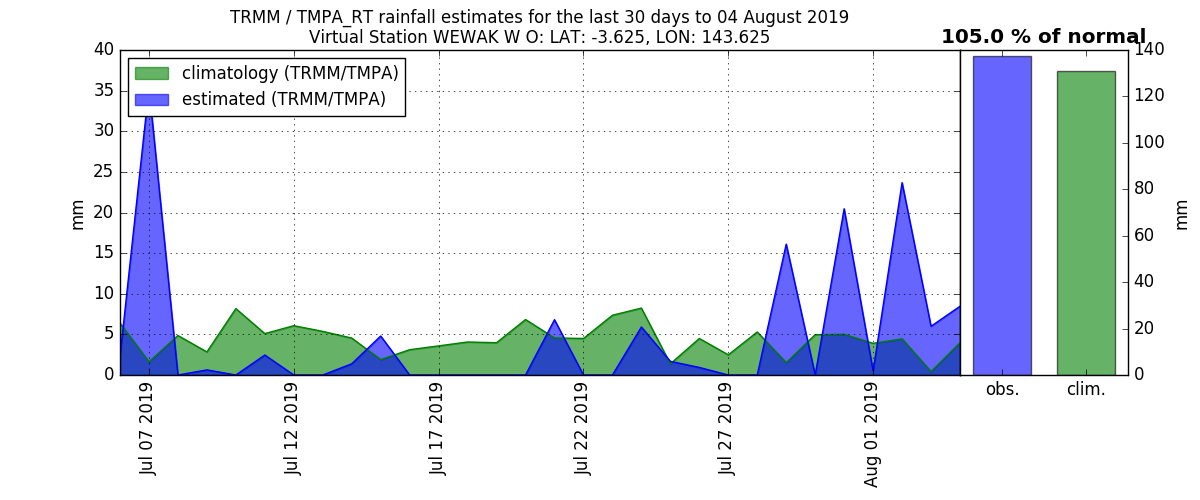 TRMM / TMPA_RT rainfall estimates for the last 30 days to 04 August 2019
Virtual Station WEWAK W O: LAT: -3.625, LON: 143.625
105.0 % of normal
climatology (TRMM/TMPA)
estimated (TRMM/TMPA)
40
35
30
25
20
15
10
5
0
mm
Jul 07 2019
Jul 12 2019
Jul 17 2019
Jul 22 2019
Jul 27 2019
Aug 01 2019
obs.
clim.
140
120
100
80
60
40
20
0
mm